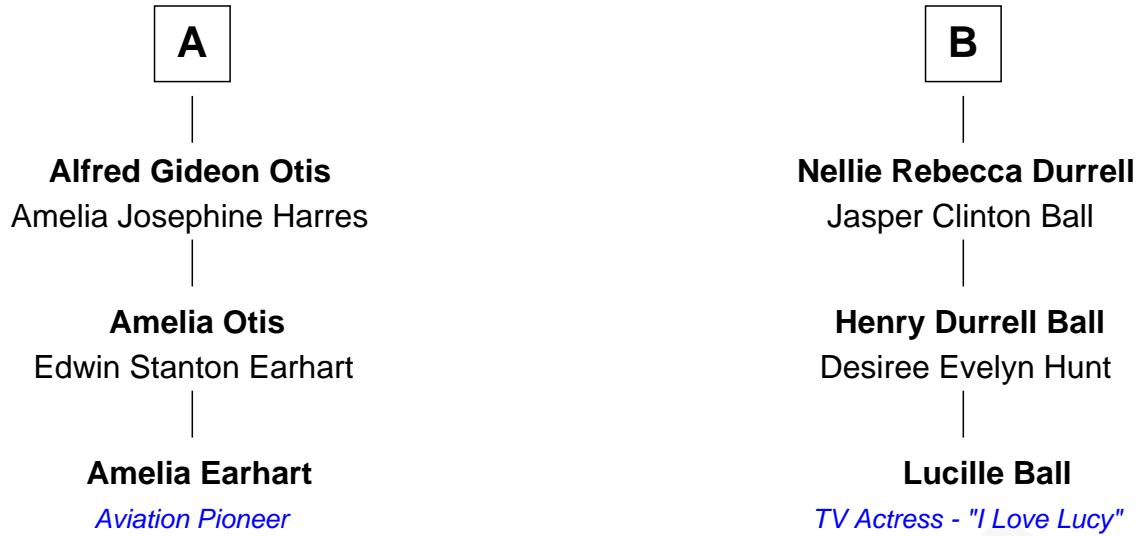 A
Alfred Gideon Otis
Amelia Josephine Harres
Amelia Otis
Edwin Stanton Earhart
Amelia Earhart
Aviation Pioneer
B
Nellie Rebecca Durrell
Jasper Clinton Ball
Henry Durrell Ball
Desiree Evelyn Hunt
Lucille Ball
TV Actress - "I Love Lucy"